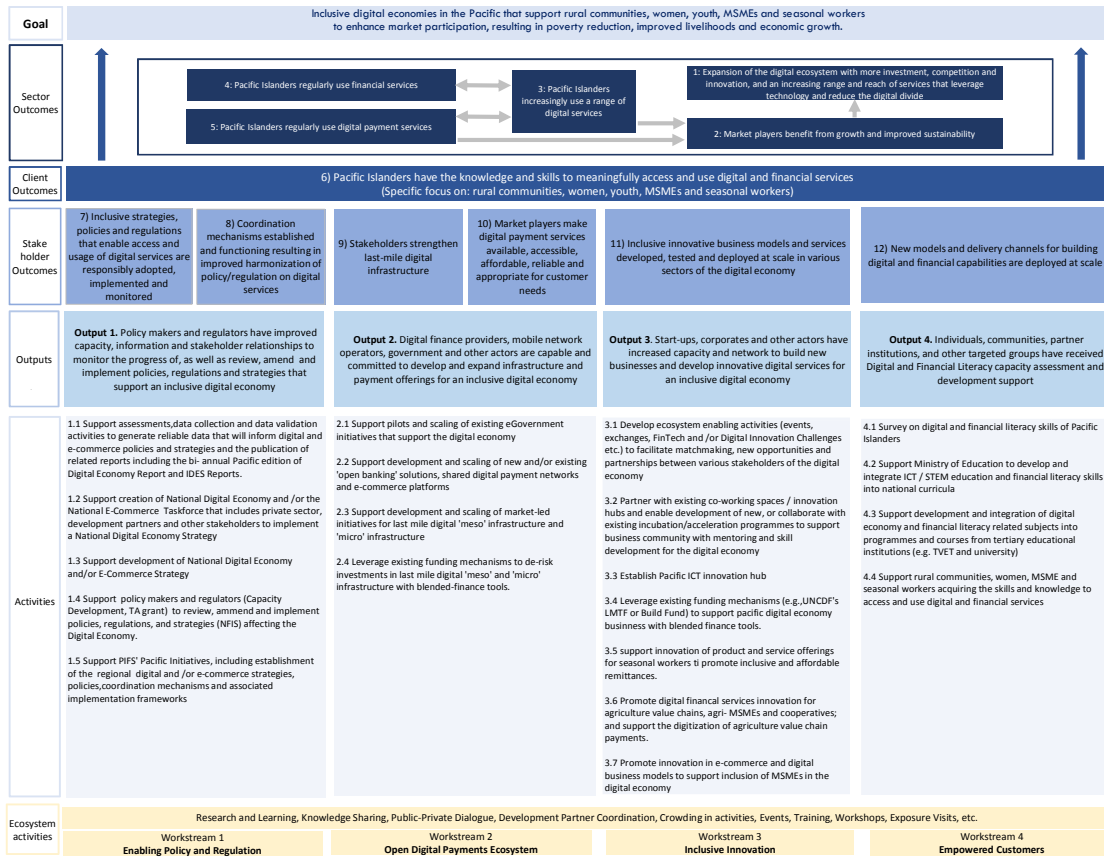 Goal
Inclusive digital economies in the Pacific that support rural communities, women, youth, MSMEs and seasonal workers
to enhance market participation, resulting in poverty reduction, improved livelihoods and economic growth.
Sector
Outcomes
4: Pacific Islanders regularly use financial services
5: Pacific Islanders regularly use digital payment services
3: Pacific Islanders
increasingly use a range of
digital services
1: Expansion of the digital ecosystem with more investment, competition and
innovation, and an increasing range and reach of services that leverage
technology and reduce the digital divide
2: Market players benefit from growth and improved sustainability
Client
Outcomes
6) Pacific Islanders have the knowledge and skills to meaningfully access and use digital and financial services
(Specific focus on: rural communities, women, youth, MSMEs and seasonal workers)
Stake
holder
Outcomes
7) Inclusive strategies,
policies and regulations
that enable access and
usage of digital services are
responsibly adopted,
implemented and
monitored
8) Coordination
mechanisms established
and functioning resulting in
improved harmonization of
policy/regulation on digital
services
9) Stakeholders strengthen
last-mile digital
infrastructure
10) Market players make
digital payment services
available, accessible,
affordable, reliable and
appropriate for customer
needs
11) Inclusive innovative business models and services
developed, tested and deployed at scale in various
sectors of the digital economy
12) New models and delivery channels for building
digital and financial capabilities are deployed at scale
Outputs
Output 1. Policy makers and regulators have improved
capacity, information and stakeholder relationships to
monitor the progress of, as well as review, amend and
implement policies, regulations and strategies that
support an inclusive digital economy
Output 2. Digital finance providers, mobile network
operators, government and other actors are capable and
committed to develop and expand infrastructure and
payment offerings for an inclusive digital economy
Output 3. Start-ups, corporates and other actors have
increased capacity and network to build new
businesses and develop innovative digital services for
an inclusive digital economy
Output 4. Individuals, communities, partner
institutions, and other targeted groups have received
Digital and Financial Literacy capacity assessment and
development support
Activities
1.1 Support assessments,data collection and data validation
activities to generate reliable data that will inform digital and
e-commerce policies and strategies and the publication of
related reports including the bi- annual Pacific edition of
Digital Economy Report and IDES Reports.
1.2 Support creation of National Digital Economy and /or the
National E-Commerce Taskforce that includes private sector,
development partners and other stakeholders to implement
a National Digital Economy Strategy
1.3 Support development of National Digital Economy
and/or E-Commerce Strategy
1.4 Support policy makers and regulators (Capacity
Development, TA grant) to review, ammend and implement
policies, regulations, and strategies (NFIS) affecting the
Digital Economy.
1.5 Support PIFS' Pacific Initiatives, including establishment
of the regional digital and /or e-commerce strategies,
policies,coordination mechanisms and associated
implementation frameworks
2.1 Support pilots and scaling of existing eGovernment
initiatives that support the digital economy
2.2 Support development and scaling of new and/or existing
'open banking' solutions, shared digital payment networks
and e-commerce platforms
2.3 Support development and scaling of market-led
initiatives for last mile digital 'meso' infrastructure and
'micro' infrastructure
2.4 Leverage existing funding mechanisms to de-risk
investments in last mile digital 'meso' and 'micro'
infrastructure with blended-finance tools.
3.1 Develop ecosystem enabling activities (events,
exchanges, FinTech and /or Digital Innovation Challenges
etc.) to facilitate matchmaking, new opportunities and
partnerships between various stakeholders of the digital
economy
3.2 Partner with existing co-working spaces / innovation
hubs and enable development of new, or collaborate with
existing incubation/acceleration programmes to support
business community with mentoring and skill
development for the digital economy
3.3 Establish Pacific ICT innovation hub
3.4 Leverage existing funding mechanisms (e.g.,UNCDF's
LMTF or Build Fund) to support pacific digital economy
businness with blended finance tools.
3.5 support innovation of product and service offerings
for seasonal workers ti promote inclusive and affordable
remittances.
3.6 Promote digital financal services innovation for
agriculture value chains, agri- MSMEs and cooperatives;
and support the digitization of agriculture value chain
payments.
3.7 Promote innovation in e-commerce and digital
business models to support inclusion of MSMEs in the
digital economy
4.1 Survey on digital and financial literacy skills of Pacific
Islanders
4.2 Support Ministry of Education to develop and
integrate ICT / STEM education and financial literacy skills
into national curricula
4.3 Support development and integration of digital
economy and financial literacy related subjects into
programmes and courses from tertiary educational
institutions (e.g. TVET and university)
4.4 Support rural communities, women, MSME and
seasonal workers acquiring the skills and knowledge to
access and use digital and financial services
Ecosystem
activities
Research and Learning, Knowledge Sharing, Public-Private Dialogue, Development Partner Coordination, Crowding in activities, Events, Training, Workshops, Exposure Visits, etc.
Workstream 1
Enabling Policy and Regulation
Workstream 2
Open Digital Payments Ecosystem
Workstream 3
Inclusive Innovation
Workstream 4
Empowered Customers